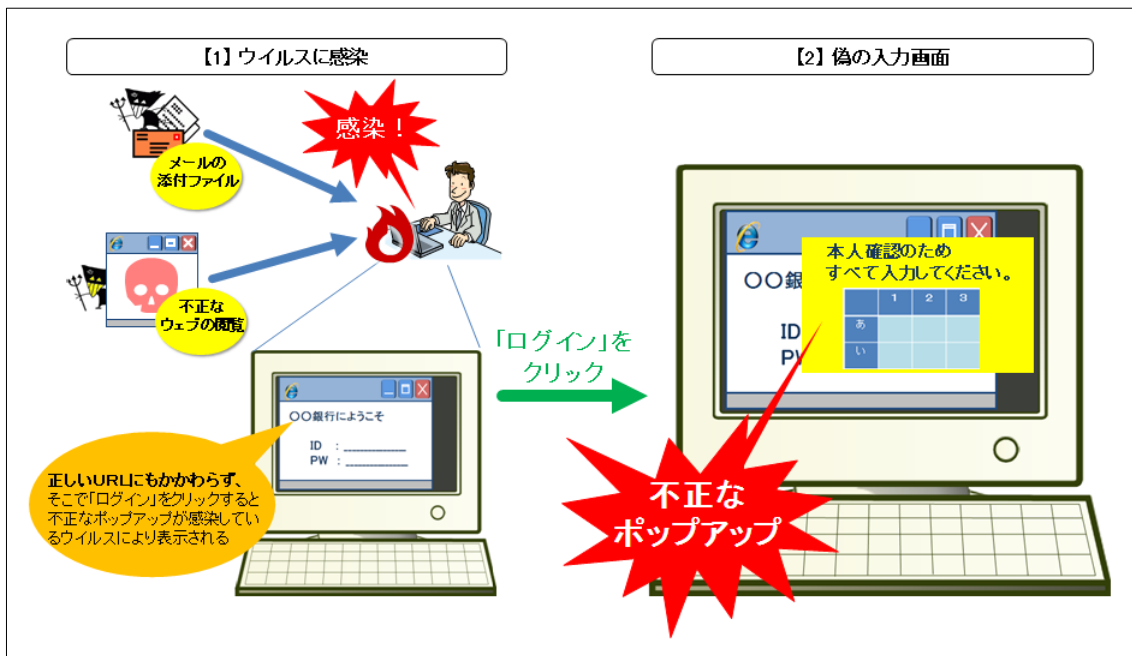 【1】ウイルスに感染
【2】偽の入力画面
感染！
メールの
添付ファイル
不正な
ウェブの閲覧
〇〇銀行にようこそ
ID ：
PW ：
正しいURLにもかかわらず、
そこで「ログイン」をクリックすると
不正なポップアップが感染してい
るウイルスにより表示される
「ログイン」を
クリック
〇〇銀
ID
PW
本人確認のため
すべて入力してください。
1 2 3
あ
い
不正な
ポップアップ